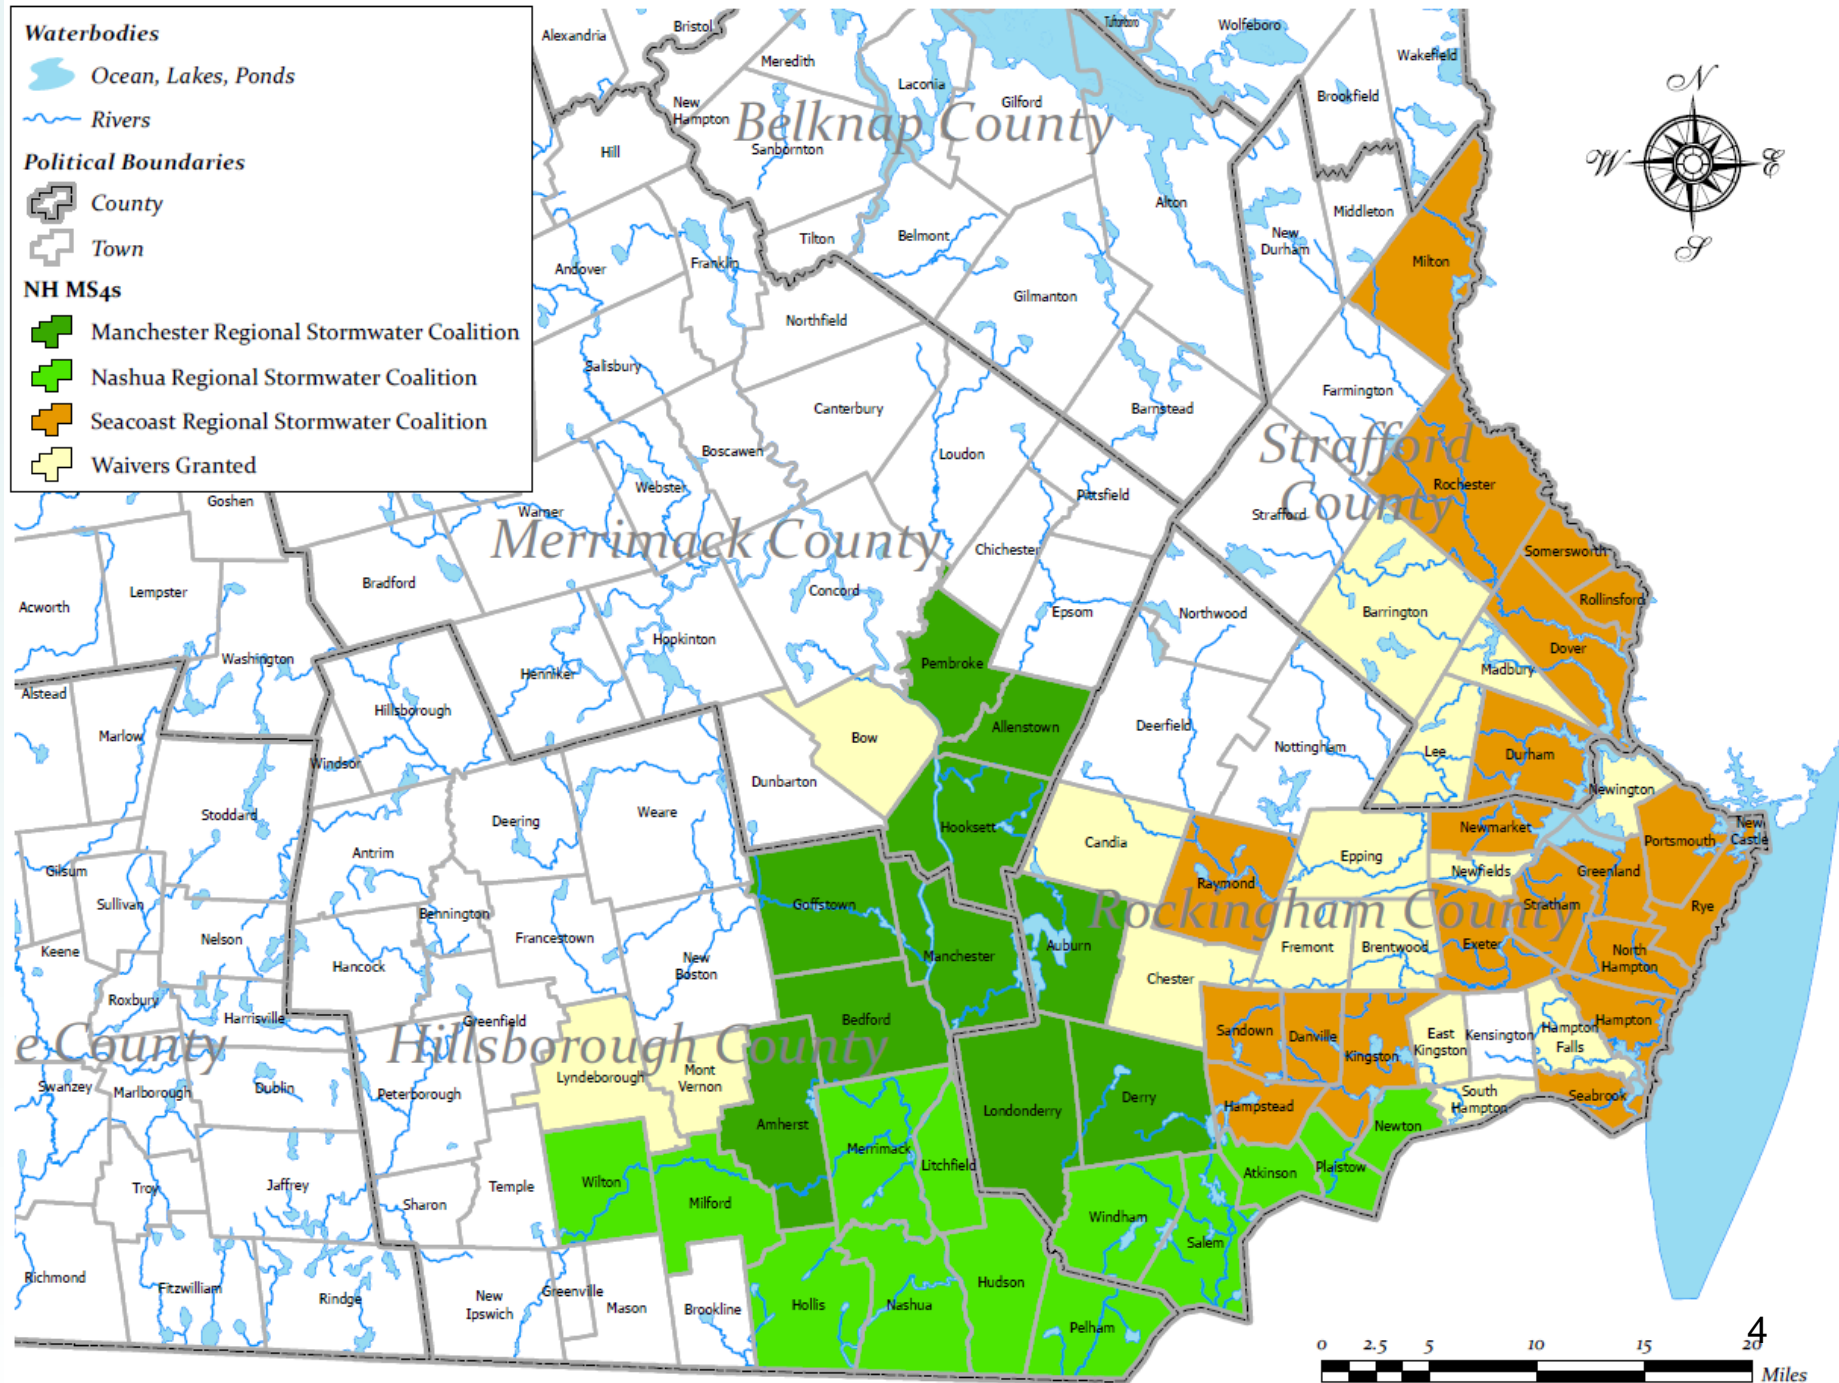 Waterbodies
Ocean, Lakes, Ponds
Rivers
Political Boundaries
County
Town
NH MS4s
Manchester Regional Stormwater Coalition
Nashua Regional Stormwater Coalition
Seacoast Regional Stormwater Coalition
Waivers Granted
Alexandria
Bristol
Tuftonboro
Wolfeboro
Wakefield
Meredith
Laconia
Gilford
Brookfield
New
Hampton
Belknap County
Sanbornton
Hill
Alton
Middleton
New
Durham
Tilton
Belmont
Andover
Franklin
Milton
Gilmanton
Northfield
Salisbury
Farmington
Canterbury
Barnstead
Boscawen
Loudon
Strafford
County
Rochester
Webster
Pittsfield
Goshen
Warner
Strafford
Merrimack County
Chichester
Somersworth
Bradford
Concord
Lempster
Acworth
Rollinsford
Epsom
Northwood
Barrington
Hopkinton
Dover
Washington
Pembroke
Madbury
Henniker
Alstead
Hillsborough
Allenstown
Deerfield
Marlow
Bow
Nottingham
Lee
Durham
Windsor
Dunbarton
Newington
Weare
Stoddard
Deering
Hooksett
Newmarket
New
Castle
Candia
Portsmouth
Antrim
Epping
Gilsum
Newfields
Greenland
Raymond
Sullivan
Goffstown
Rockingham County
Stratham
Rye
Bennington
Nelson
Francestown
Auburn
Fremont
Brentwood
Exeter
Keene
Manchester
North
Hampton
Hancock
New
Boston
Chester
Roxbury
Harrisville
Greenfield
Bedford
Sandown
Danville
East
Kingston
Kensington
Hampton
Falls
Hampton
e County
Hillsborough County
Kingston
Lyndeborough
Mont
Vernon
Swanzey
Marlborough
Dublin
Peterborough
South
Hampton
Seabrook
Londonderry
Derry
Hampstead
Amherst
Newton
Merrimack
Litchfield
Plaistow
Atkinson
Troy
Jaffrey
Temple
Wilton
Sharon
Milford
Windham
Salem
Richmond
Fitzwilliam
Rindge
New
Ipswich
Greenville
Mason
Brookline
Hollis
Nashua
Hudson
Pelham
N
W
E
S
4
0 2.5 5 10 15 20
Miles